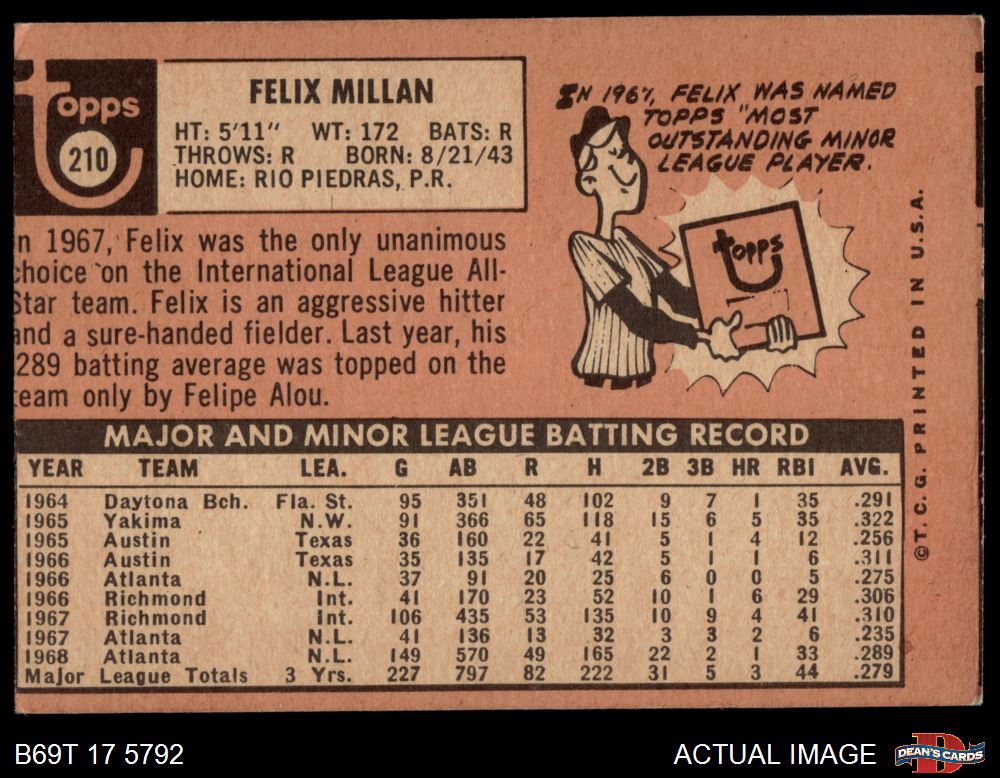 topps
210
FELIX MILLAN
HT: 5'11" WT: 172 BATS: R
THROWS: R BORN: 8/21/43
HOME: RIO PIEDRAS, P.R.
In 1967, Felix was the only unanimous
choice on the International League All-
Star team. Felix is an aggressive hitter
and a sure-handed fielder. Last year, his
289 batting average was topped on the
team only by Felipe Alou.
IN 1967, FELIX WAS NAMED
TOPPS "MOST
OUTSTANDING MINOR
LEAGUE PLAYER.
topps
MAJOR AND MINOR LEAGUE BATTING RECORD
YEAR TEAM LEA. G AB R H 2B 3B HR RBI AVG.
1964 Daytona Bch. Fla. St. 95 351 48 102 9 7 1 35 .291
1965 Yakima N.W. 91 366 65 118 15 6 5 35 .322
1965 Austin Texas 36 160 22 41 5 1 4 12 .256
1966 Austin Texas 35 135 17 42 5 1 1 6 .311
1966 Atlanta N.L. 37 91 20 25 6 0 0 5 .275
1966 Richmond Int. 41 170 23 52 10 1 6 29 .306
1967 Richmond Int. 106 435 53 135 10 9 4 41 .310
1967 Atlanta N.L. 41 136 13 32 3 3 2 6 .235
1968 Atlanta N.L. 149 570 49 165 22 2 1 33 .289
Major League Totals 3 Yrs. 227 797 82 222 31 5 3 44 .279
©T.C.G. PRINTED IN U.S.A.
B69T 17 5792
ACTUAL IMAGE
DEAN'S CARDS